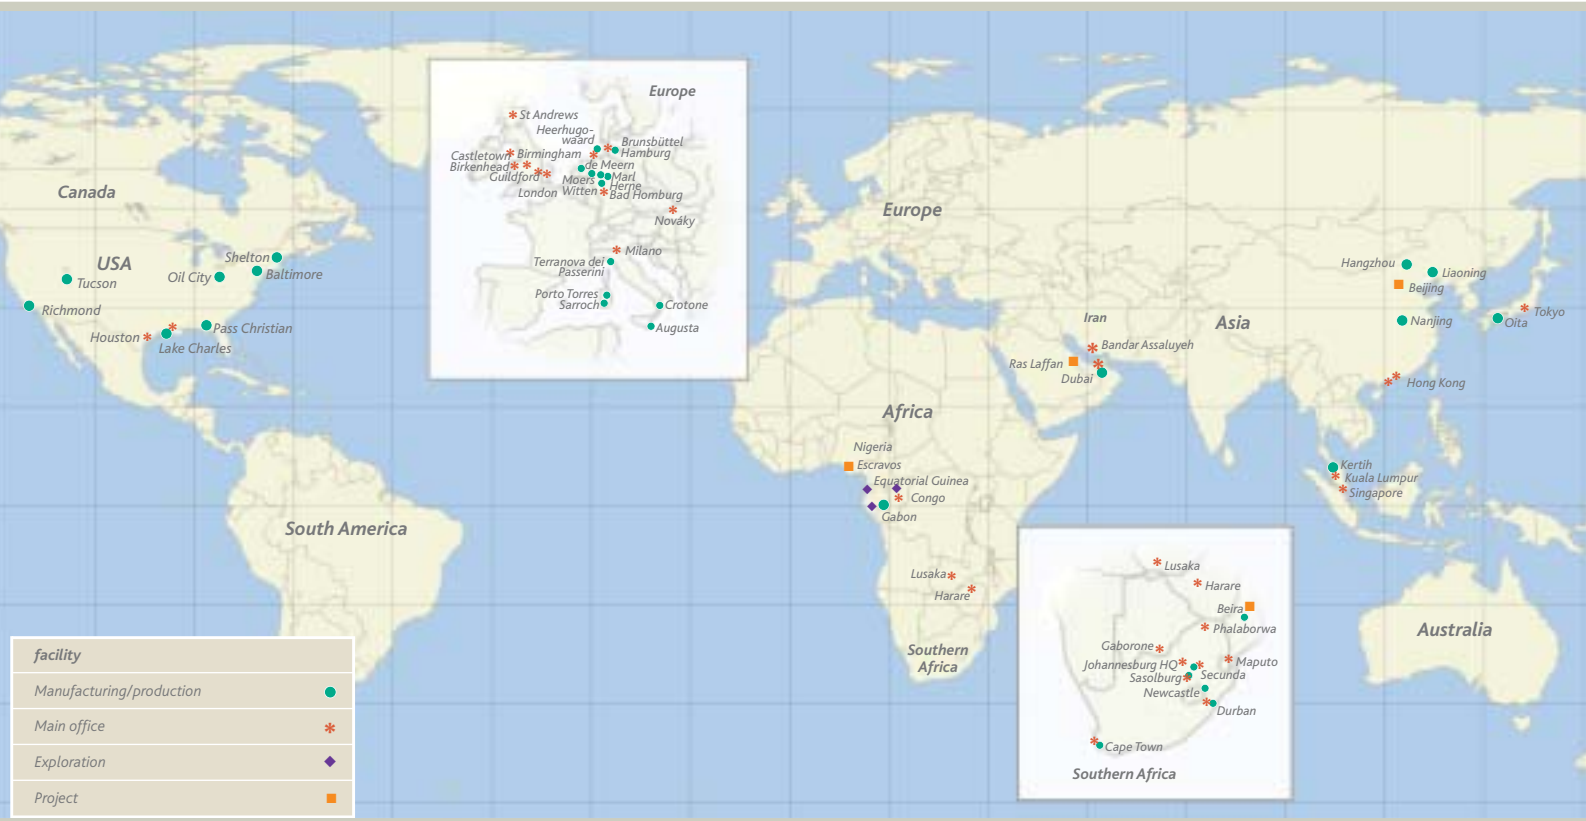 Canada
USA
Shelton
Oil City
Baltimore
Tucson
Richmond
Houston
Pass Christian
Lake Charles
South America
Europe
St Andrews
Heerhugo-
waard
Brunsbüttel
Hamburg
Castletown
Birmingham
Birkenhead
de Meern
Guildford
Moers
Marl
Herne
London
Witten
Bad Homburg
Nováky
Milano
Terranova dei
Passerini
Porto Torres
Sarroch
Crotone
Augusta
Europe
Iran
Asia
Hangzhou
Liaoning
Beijing
Nanjing
Oita
Tokyo
Bandar Assaluyeh
Ras Laffan
Dubai
Hong Kong
Africa
Nigeria
Escravos
Equatorial Guinea
Congo
Gabon
Kertih
Kuala Lumpur
Singapore
Lusaka
Harare
Southern
Africa
Lusaka
Harare
Beira
Phalaborwa
Gaborone
Johannesburg HQ
Maputo
Sasolburg
Secunda
Newcastle
Durban
Cape Town
Southern Africa
Australia
facility
Manufacturing/production
Main office
Exploration
Project